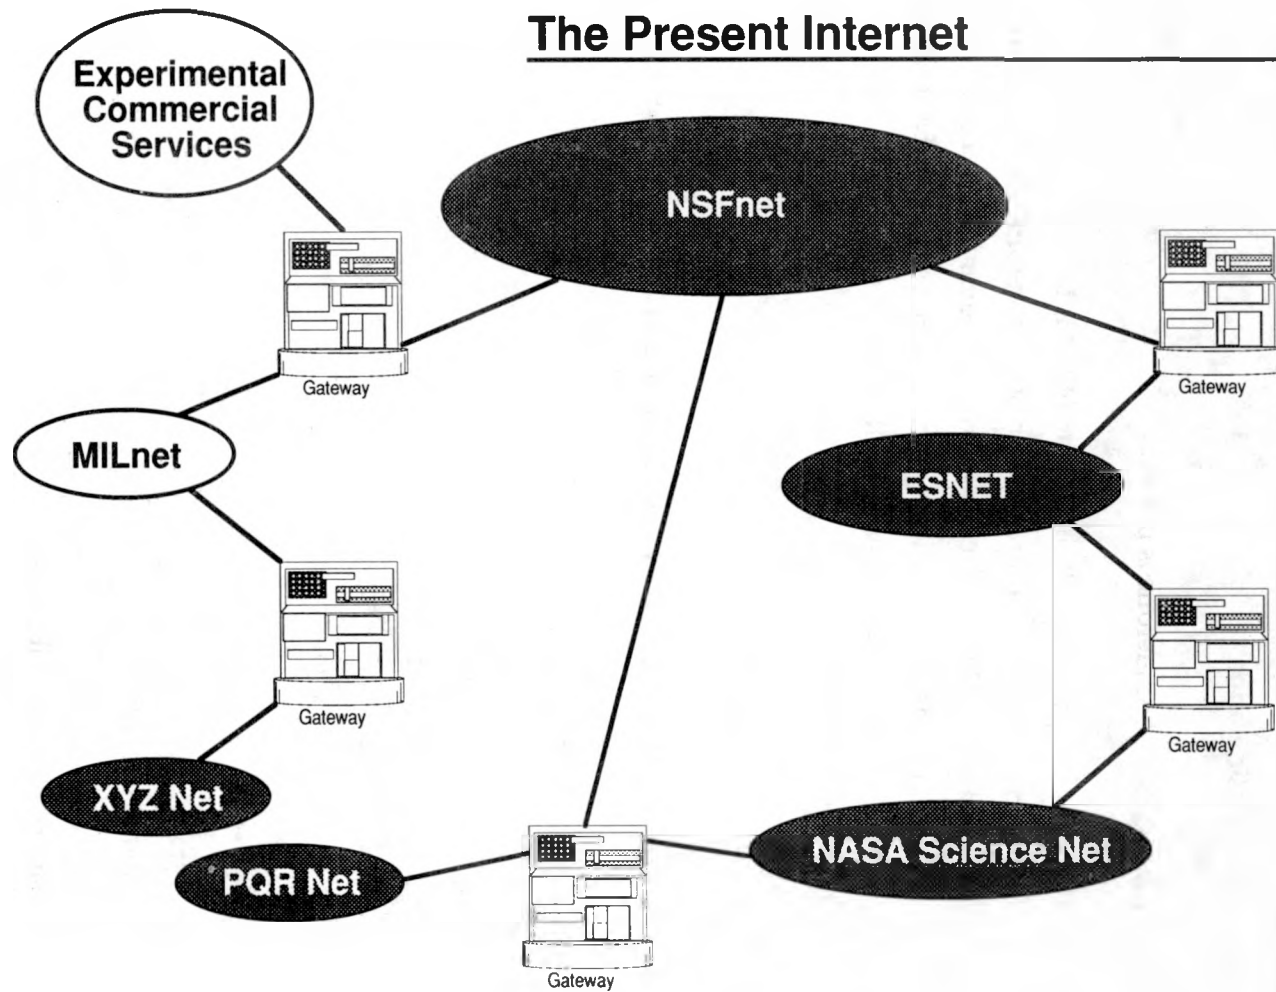 The Present Internet
Experimental
Commercial
Services
NSFnet
Gateway
Gateway
MILnet
ESNET
Gateway
Gateway
XYZ Net
NASA Science Net
PQR Net
Gateway